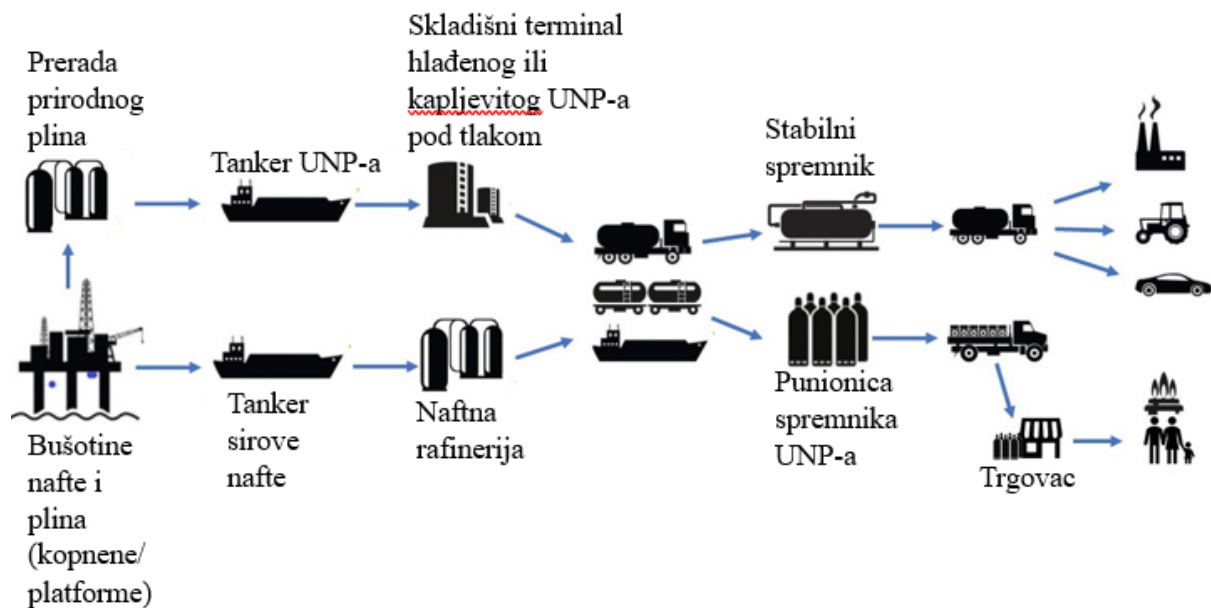 Prerada
prirodnog
plina
Tanker UNP-a
Skladišni terminal
hlađenog ili
kapljevitog UNP-a
pod tlakom
Stabilni
spremnik
Bušotine
nafte i
plina
(kopnene/
platforme)
Tanker
sirove
nafte
Naftna
rafinerija
Punionica
spremnika
UNP-a
Trgovac